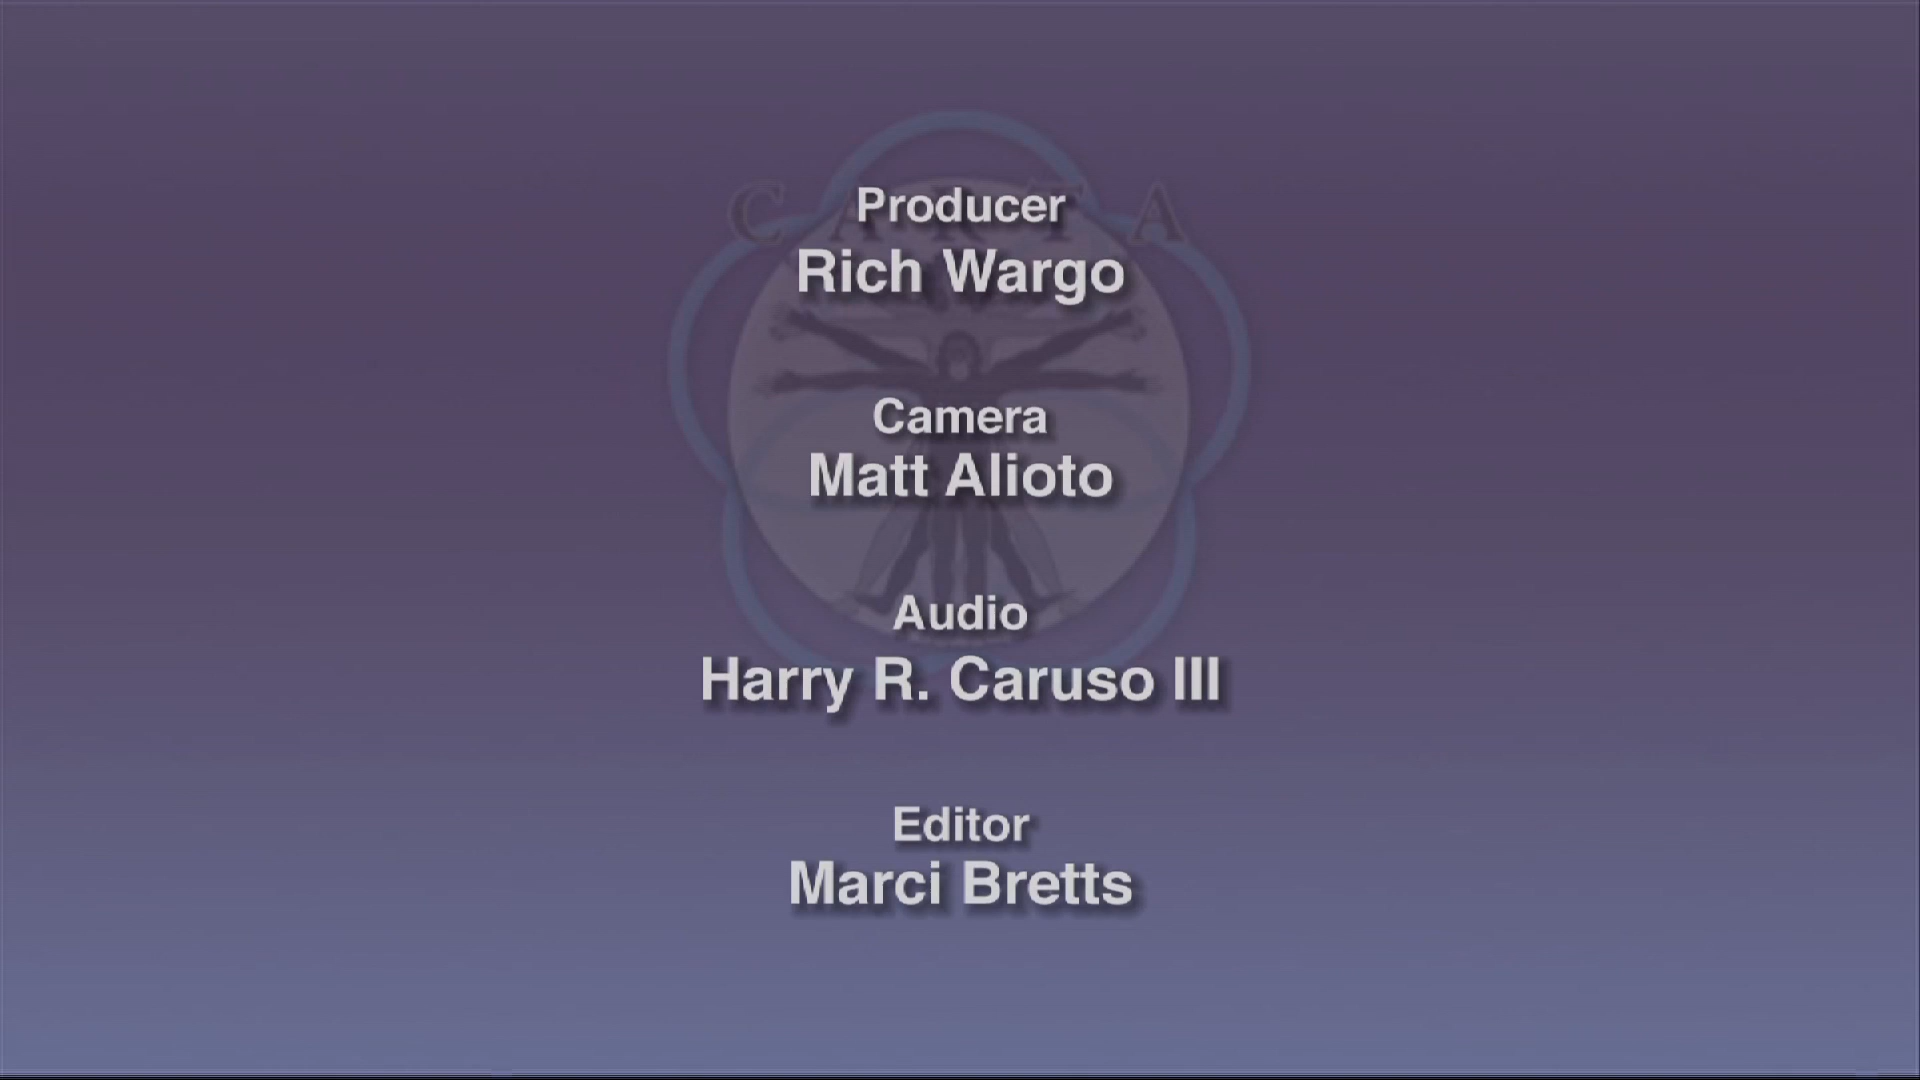 C A R T A
Producer
Rich Wargo
Camera
Matt Alioto
Audio
Harry R. Caruso III
Editor
Marci Bretts